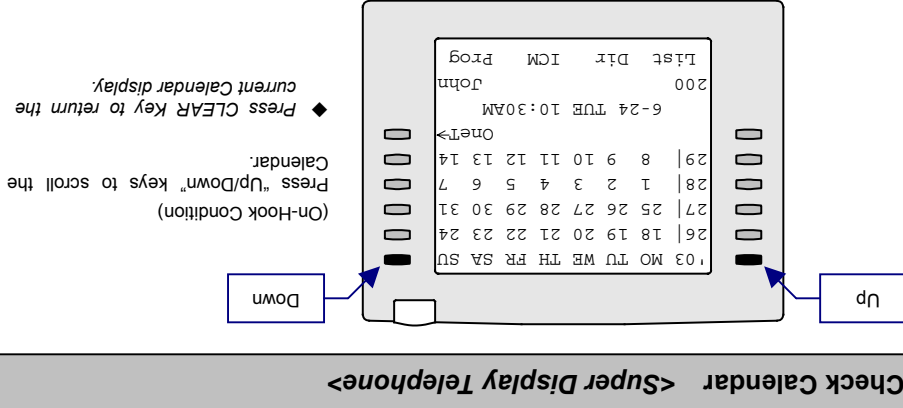 Check Calendar <Super Display Telephone>
Up
Down
'03 MO TU WE TH FR SA SU
26| 18 19 20 21 22 23 24
27| 25 26 27 28 29 30 31
28| 1 2 3 4 5 6 7
29| 8 9 10 11 12 13 14
OneT->
6-24 TUE 10:30AM
200 John
List Dir ICM Prog
(On-Hook Condition)
Press “Up/Down” keys to scroll the
Calendar.
◆ Press CLEAR Key to return the
current Calendar display.